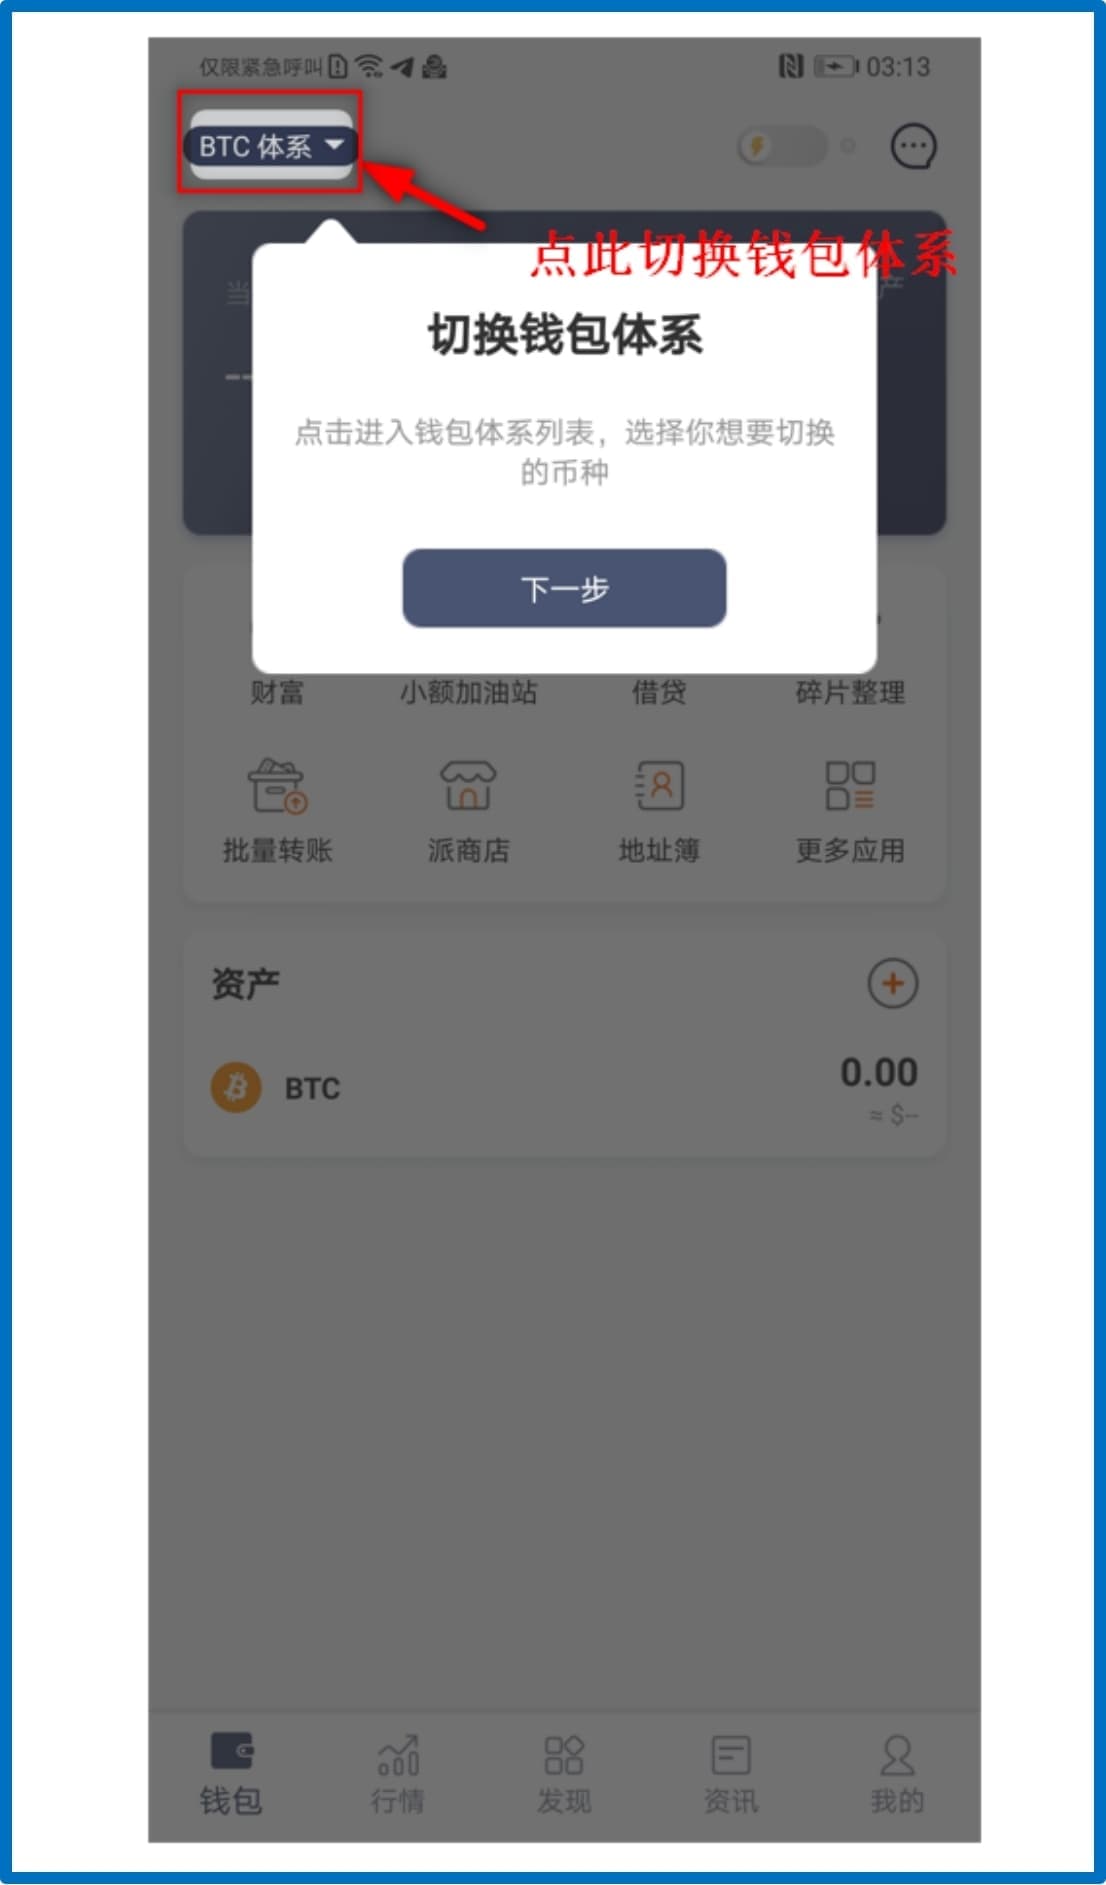 仅限紧急呼叫
03:13
BTC 体系
点此切换钱包体系
当
产
--
切换钱包体系
点击进入钱包体系列表，选择你想要切换
的币种
下一步
财富
小额加油站
借贷
碎片整理
批量转账
派商店
地址簿
更多应用
资产
BTC
0.00
≈ $--
钱包
行情
发现
资讯
我的